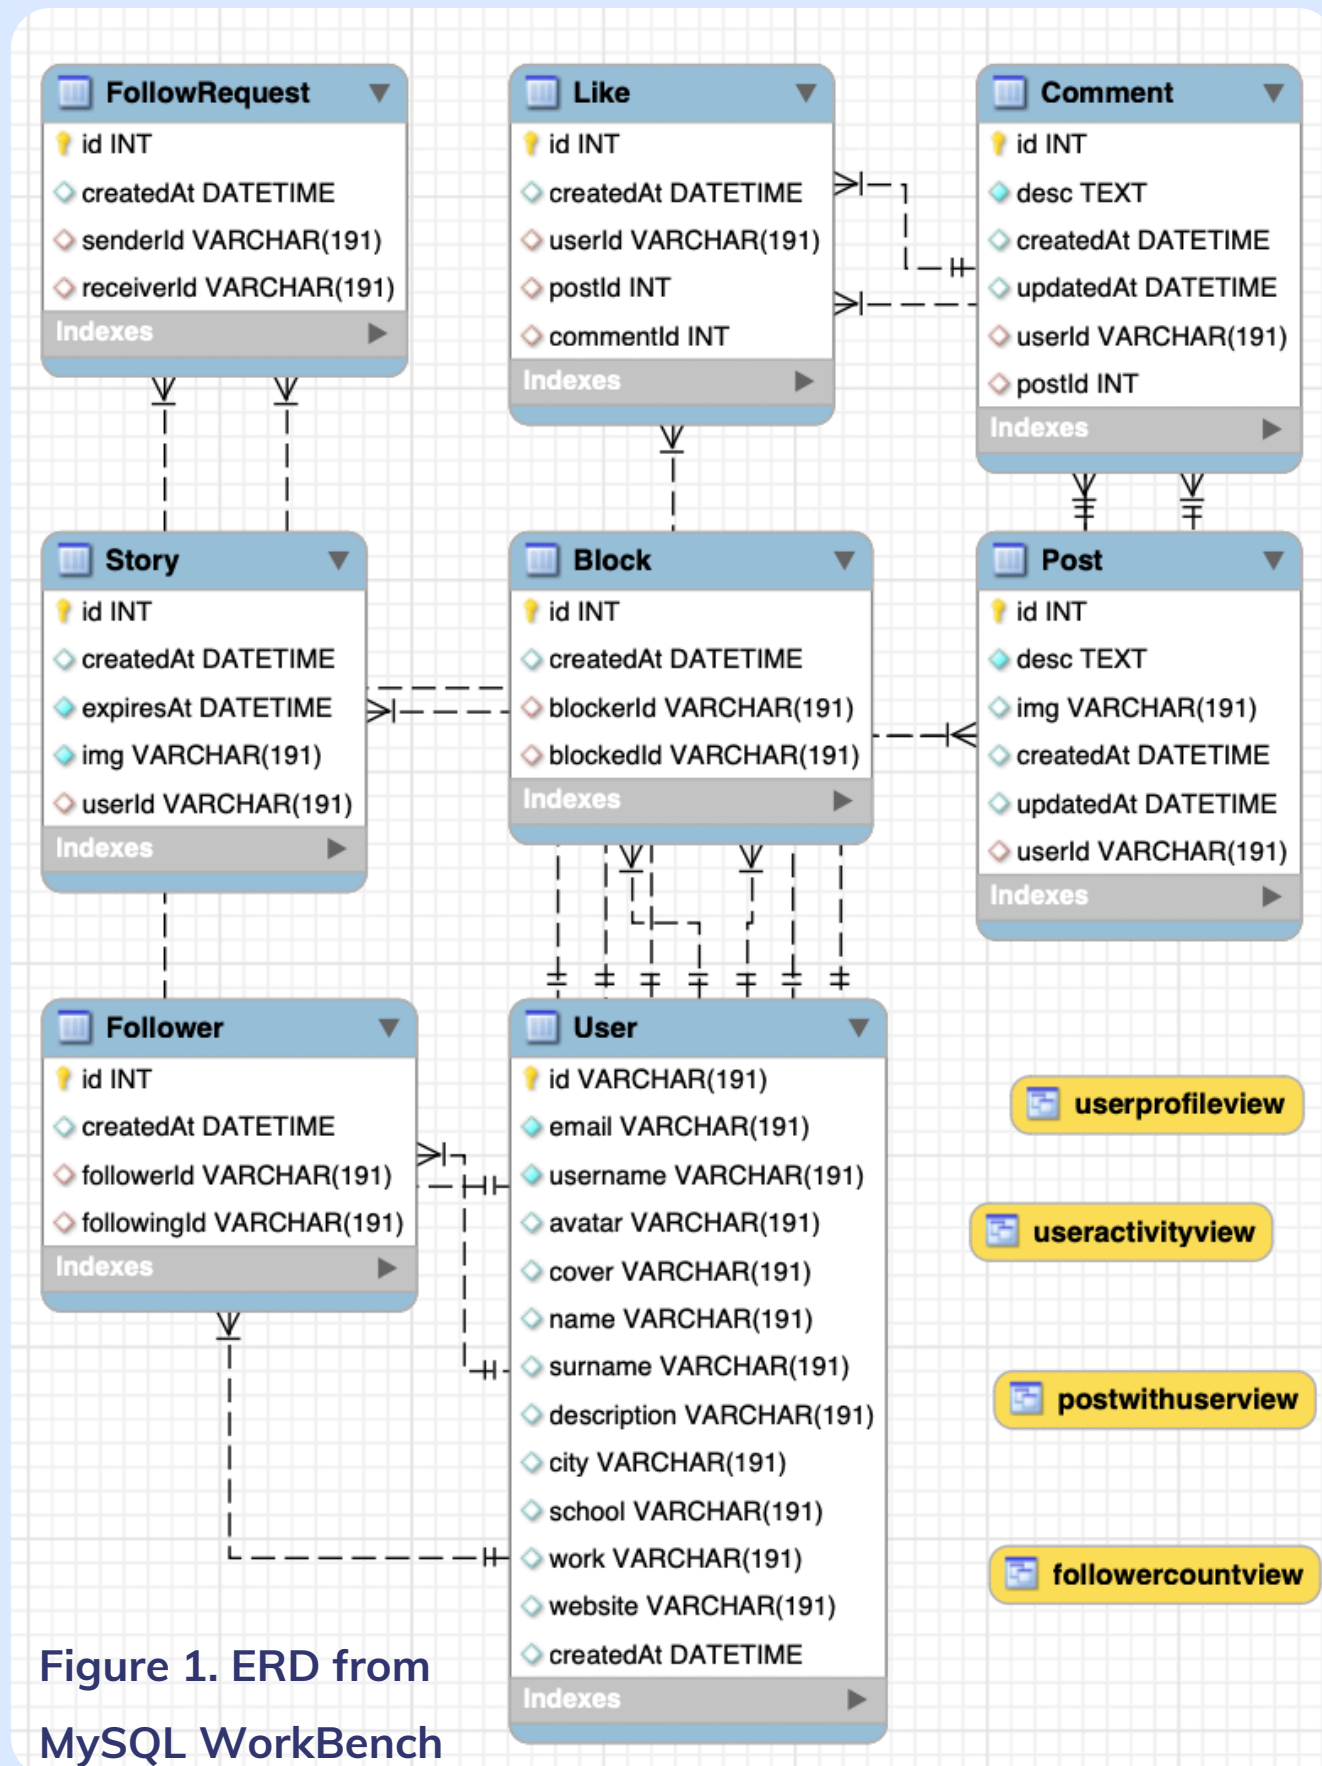 FollowRequest
id INT
createdAt DATETIME
senderId VARCHAR(191)
receiverId VARCHAR(191)
Indexes
Like
id INT
createdAt DATETIME
userId VARCHAR(191)
postId INT
commentId INT
Indexes
Comment
id INT
desc TEXT
createdAt DATETIME
updatedAt DATETIME
userId VARCHAR(191)
postId INT
Indexes
Story
id INT
createdAt DATETIME
expiresAt DATETIME
img VARCHAR(191)
userId VARCHAR(191)
Indexes
Block
id INT
createdAt DATETIME
blockerId VARCHAR(191)
blockedId VARCHAR(191)
Indexes
Post
id INT
desc TEXT
img VARCHAR(191)
createdAt DATETIME
updatedAt DATETIME
userId VARCHAR(191)
Indexes
Follower
id INT
createdAt DATETIME
followerId VARCHAR(191)
followingId VARCHAR(191)
Indexes
User
id VARCHAR(191)
email VARCHAR(191)
username VARCHAR(191)
avatar VARCHAR(191)
cover VARCHAR(191)
name VARCHAR(191)
surname VARCHAR(191)
description VARCHAR(191)
city VARCHAR(191)
school VARCHAR(191)
work VARCHAR(191)
website VARCHAR(191)
createdAt DATETIME
Indexes
userprofileview
useractivityview
postwithuserview
followercountview
Figure 1. ERD from
MySQL WorkBench